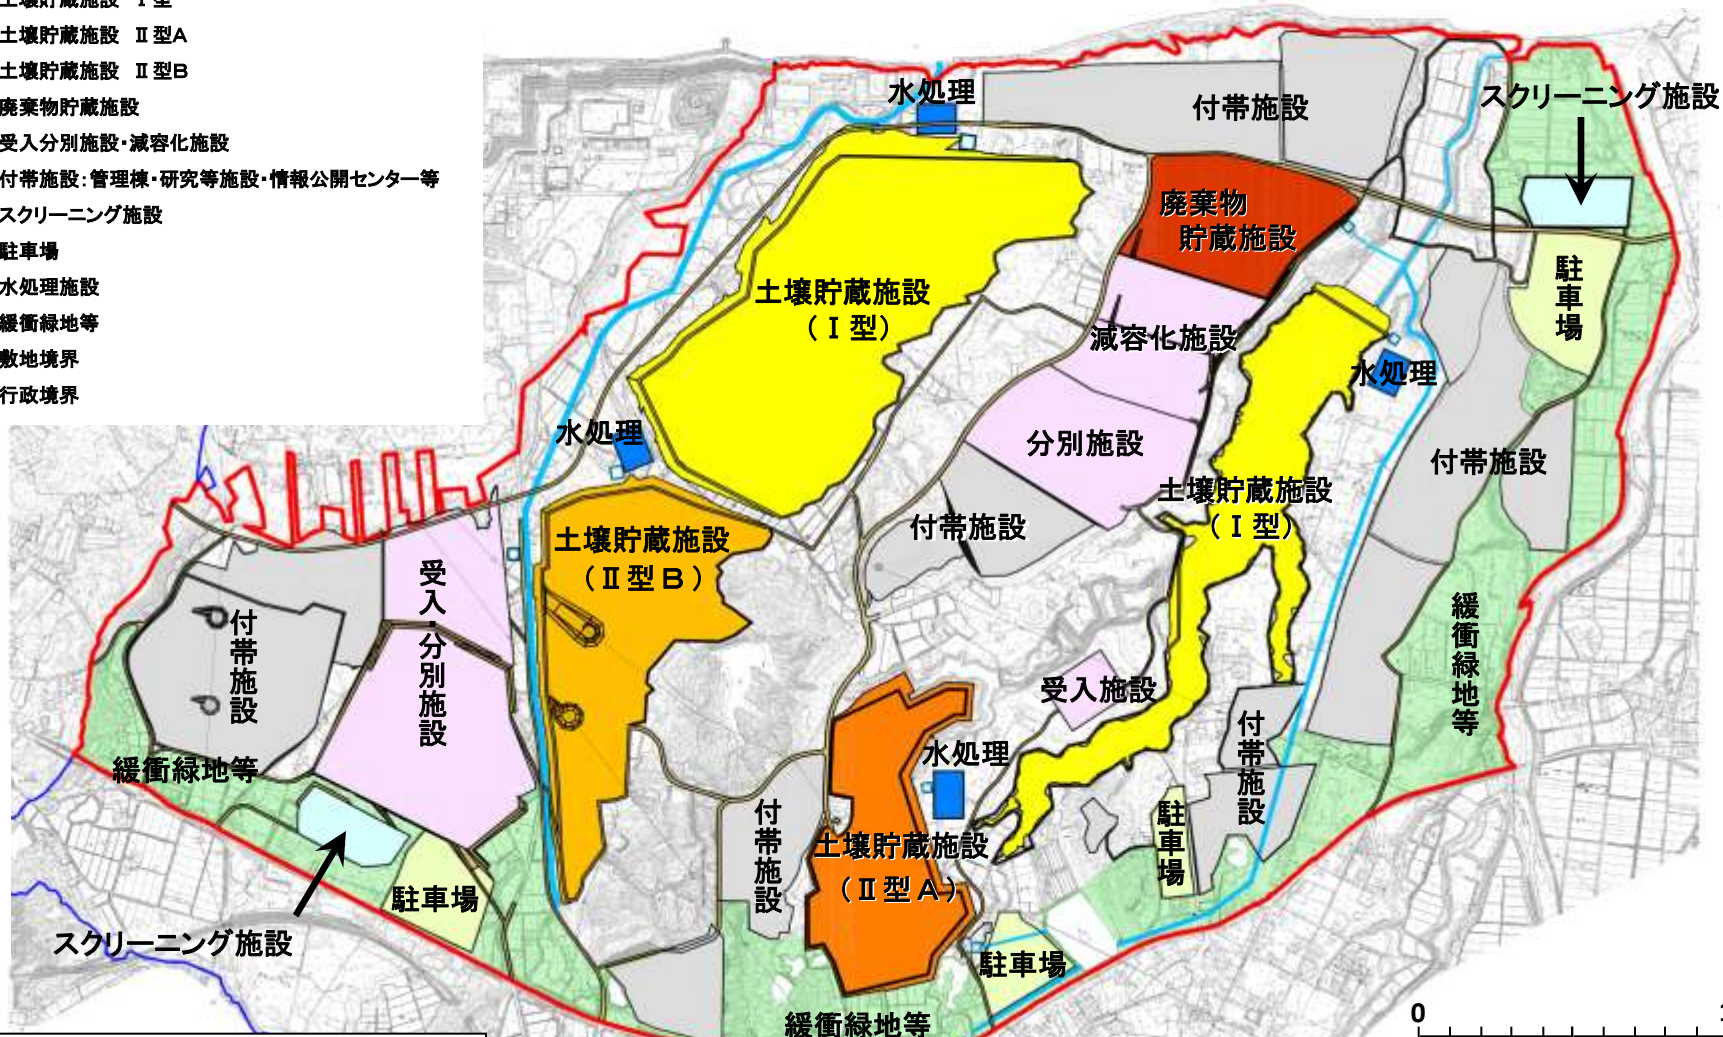 土壌貯蔵施設 Ⅰ型
土壌貯蔵施設 Ⅱ型A
土壌貯蔵施設 Ⅱ型B
廃棄物貯蔵施設
受入分別施設・減容化施設
付帯施設：管理棟・研究等施設・情報公開センター等
スクリーニング施設
駐車場
水処理施設
緩衝緑地等
敷地境界
行政境界
水処理
付帯施設
スクリーニング施設
廃棄物
貯蔵施設
駐車場
土壌貯蔵施設
（Ⅰ型）
減容化施設
水処理
水処理
分別施設
付帯施設
土壌貯蔵施設
（Ⅰ型）
付帯施設
土壌貯蔵施設
（Ⅱ型B）
受入・分別施設
付帯施設
緩衝緑地等
受入施設
付帯施設
水処理
緩衝緑地等
付帯施設
駐車場
土壌貯蔵施設
（Ⅱ型A）
駐車場
スクリーニング施設
駐車場
緩衝緑地等
0